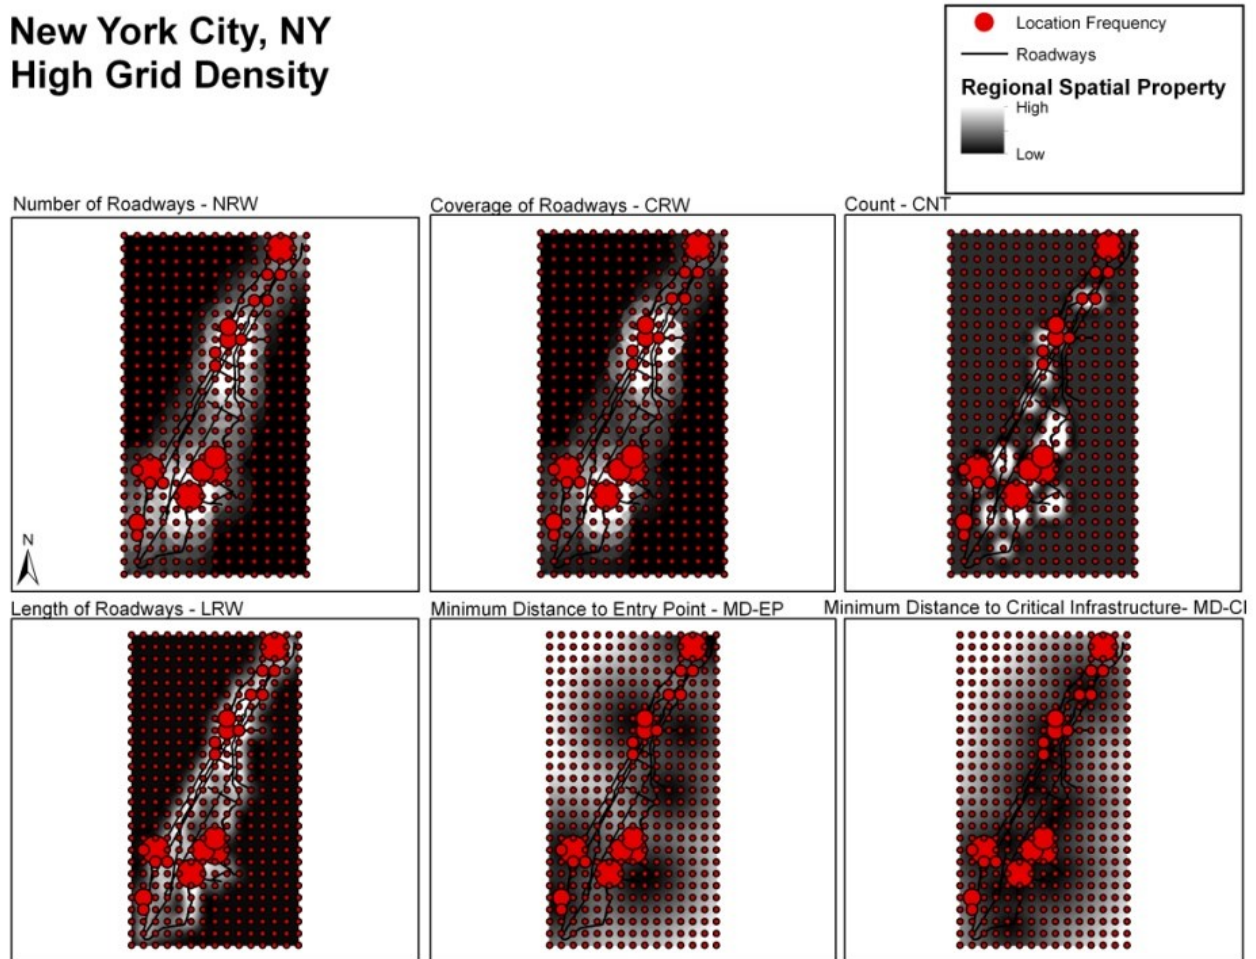 New York City, NY
High Grid Density
Location Frequency
Roadways
Regional Spatial Property
High
Low
Number of Roadways - NRW
Coverage of Roadways - CRW
Count - CNT
N
Length of Roadways - LRW
Minimum Distance to Entry Point - MD-EP
Minimum Distance to Critical Infrastructure- MD-CI